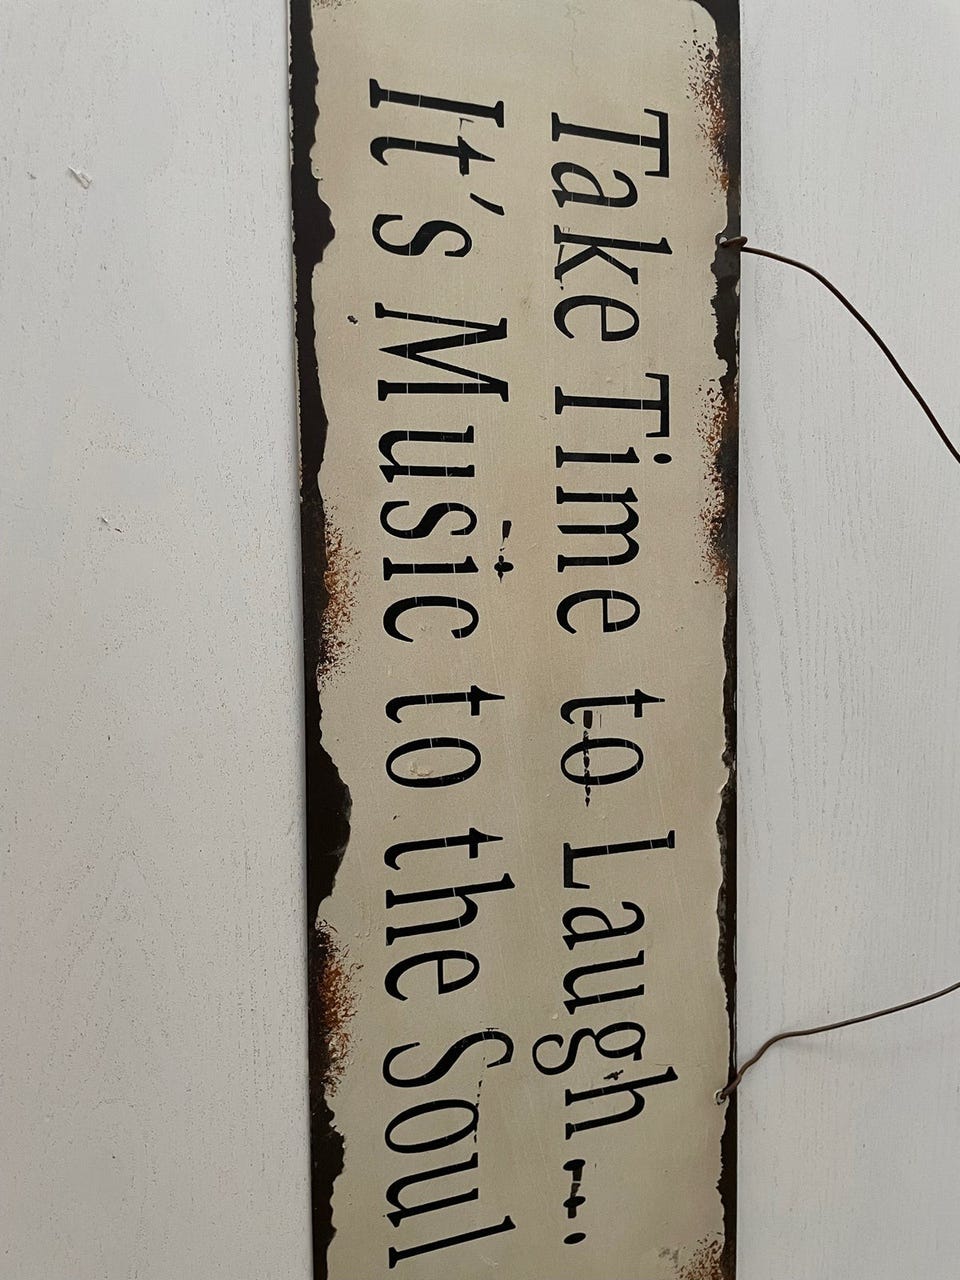 Take Time to Laugh...
It's Music to the Soul